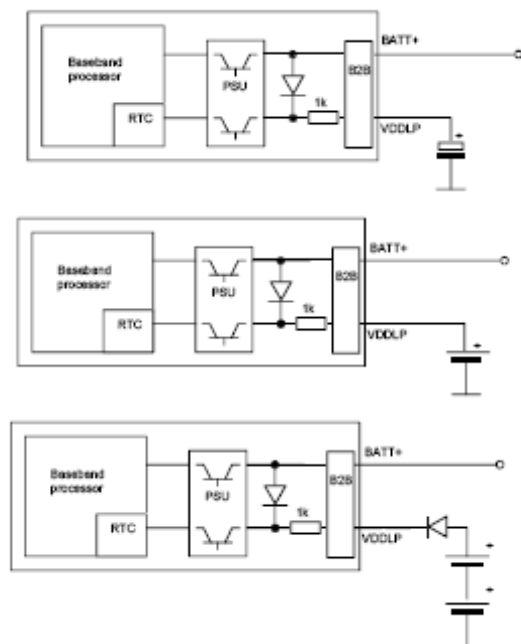 BATT+
Baseband
processor
PSU
B2B
1k
RTC
VDDLP
+
BATT+
Baseband
processor
PSU
B2B
1k
RTC
VDDLP
+
BATT+
Baseband
processor
PSU
B2B
1k
RTC
VDDLP
+
+